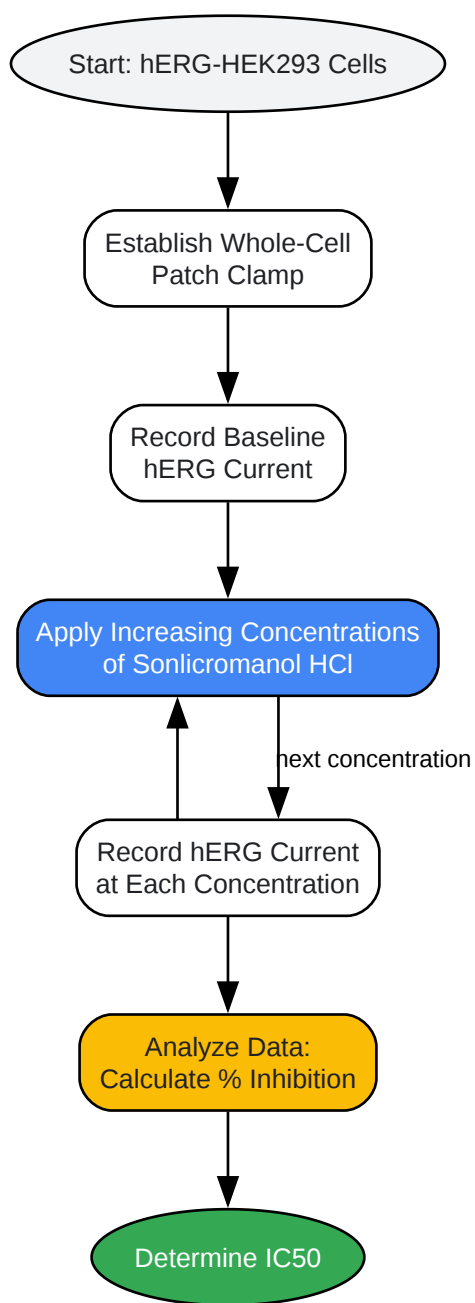 Start: hERG-HEK293 Cells
Establish Whole-Cell
Patch Clamp
Record Baseline
hERG Current
Apply Increasing Concentrations
of Sonlicromanol HCl
next concentration
Record hERG Current
at Each Concentration
Analyze Data:
Calculate % Inhibition
Determine IC50